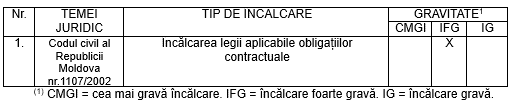 Nr. TEMEI JURIDIC TIP DE INCALCARE GRAVITATE1
CMGI IFG IG
1. Codul civil al Incălcarea legii aplicabile obligațiilor X
Republicii contractuale
Moldova
nr.1107/2002
(1) CMGI = cea mai gravă încălcare. IFG = încălcare foarte gravă. IG = încălcare gravă.